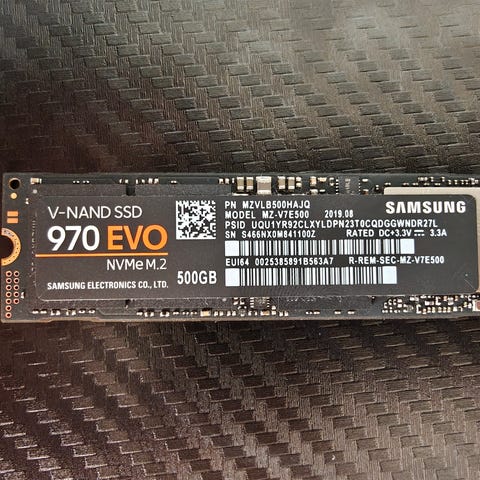 V-NAND SSD
970 EVO
NVMe M.2
SAMSUNG ELECTRONICS CO., LTD.
500GB
PN MZVLB500HAJQ
MODEL MZ-V7E500 2019.08
PSID UQU1YR92CLXYLDPN23T0CQDGGWNDR27L
SN S466NX0M841100Z RATED DC+3.3V ⎓ 3.3A
EUI64 0025385891B563A7 R-REM-SEC-MZ-V7E500
SAMSUNG